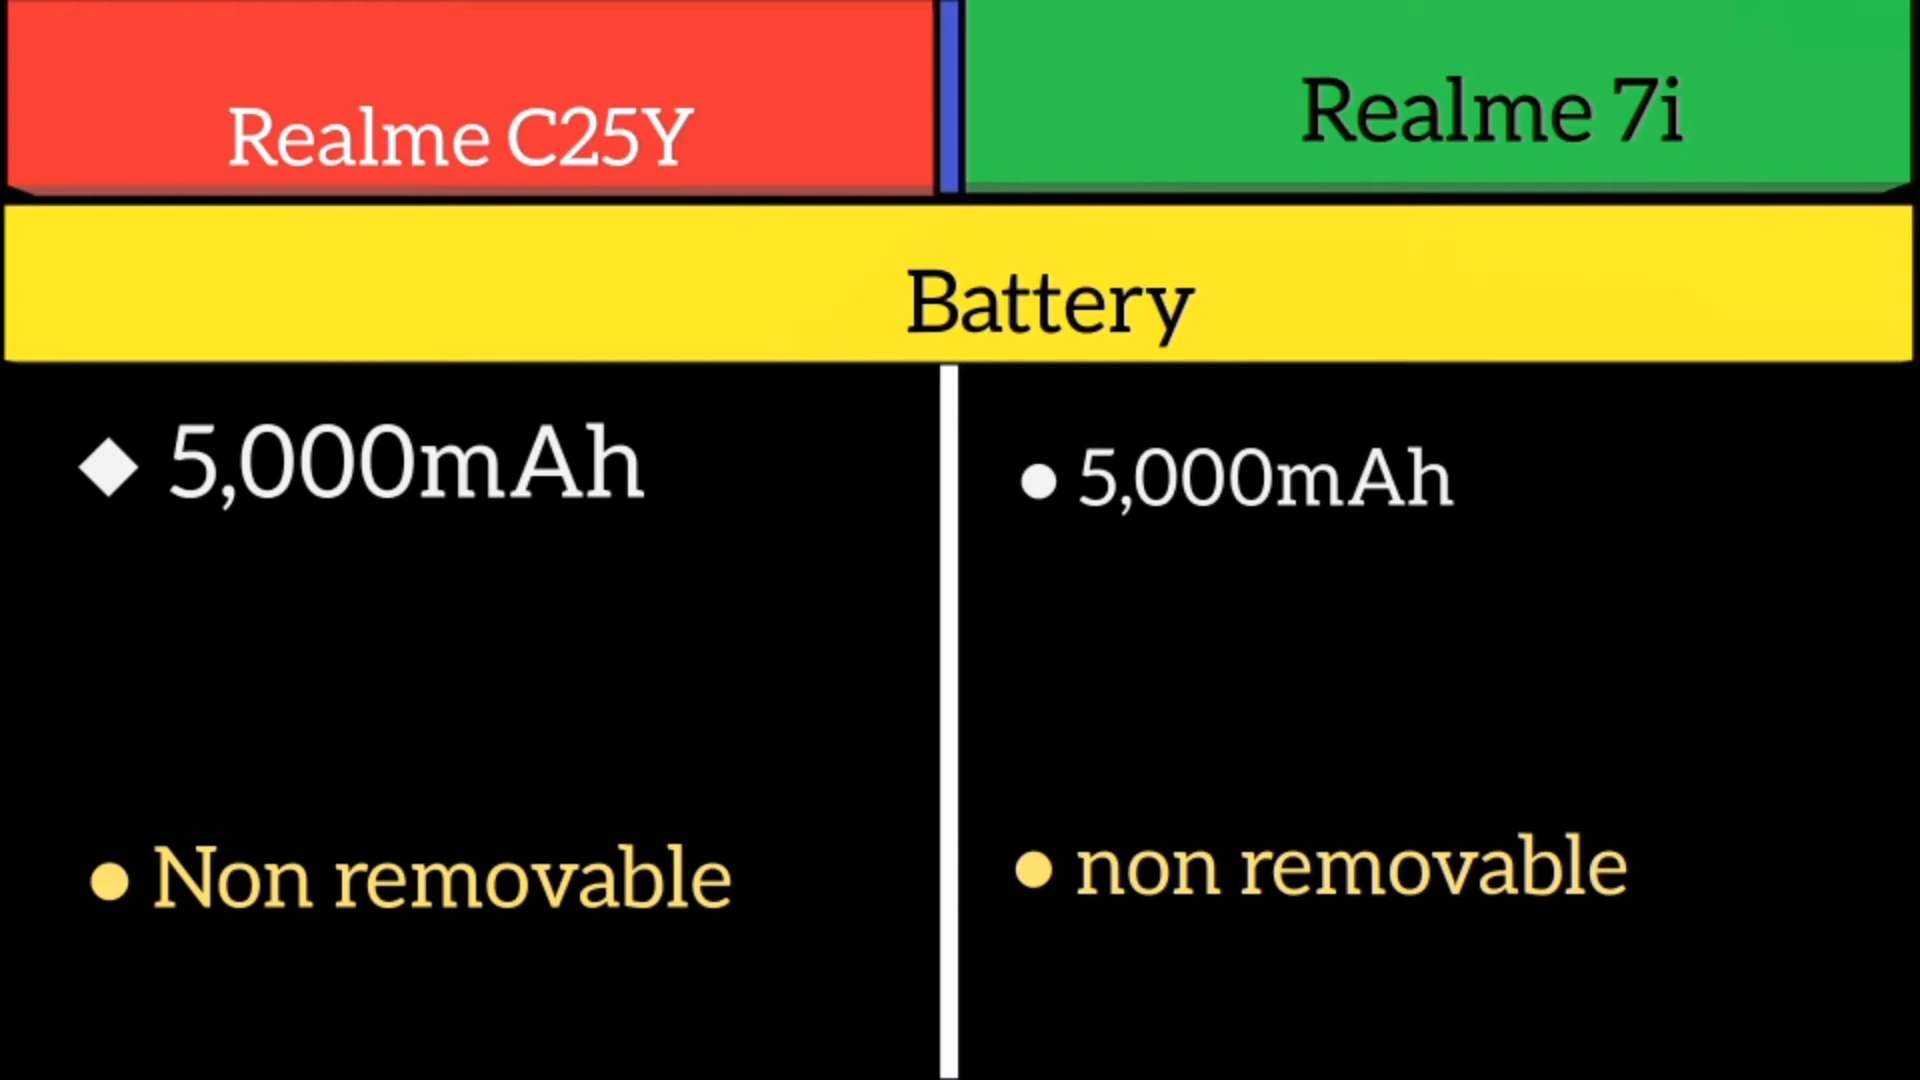 Realme C25Y
Realme 7i
Battery
5,000mAh
5,000mAh
Non removable
non removable